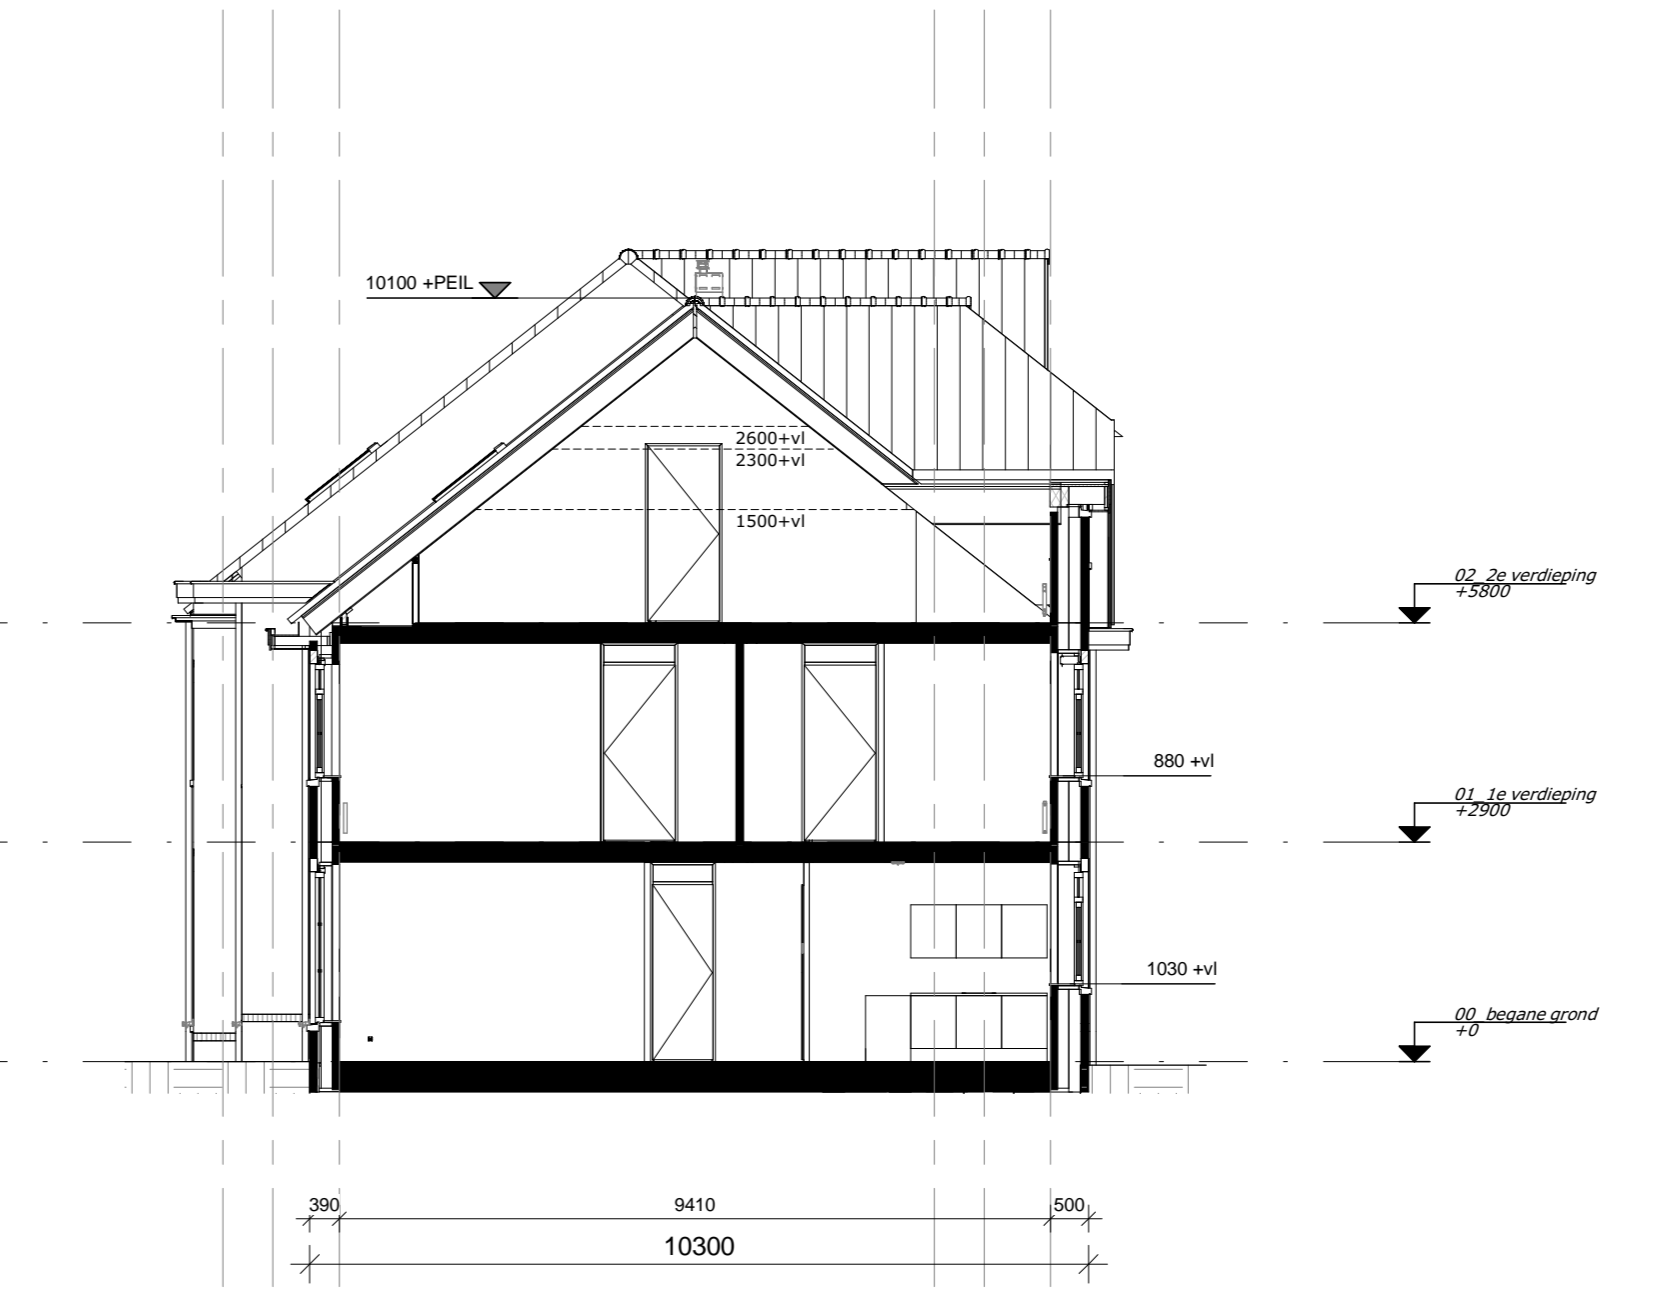 10100 +PEIL
2600+vl
2300+vl
1500+vl
02_2e verdieping
+5800
880 +vl
01_1e verdieping
+2900
1030 +vl
00_begane grond
+0
390 9410 500
10300